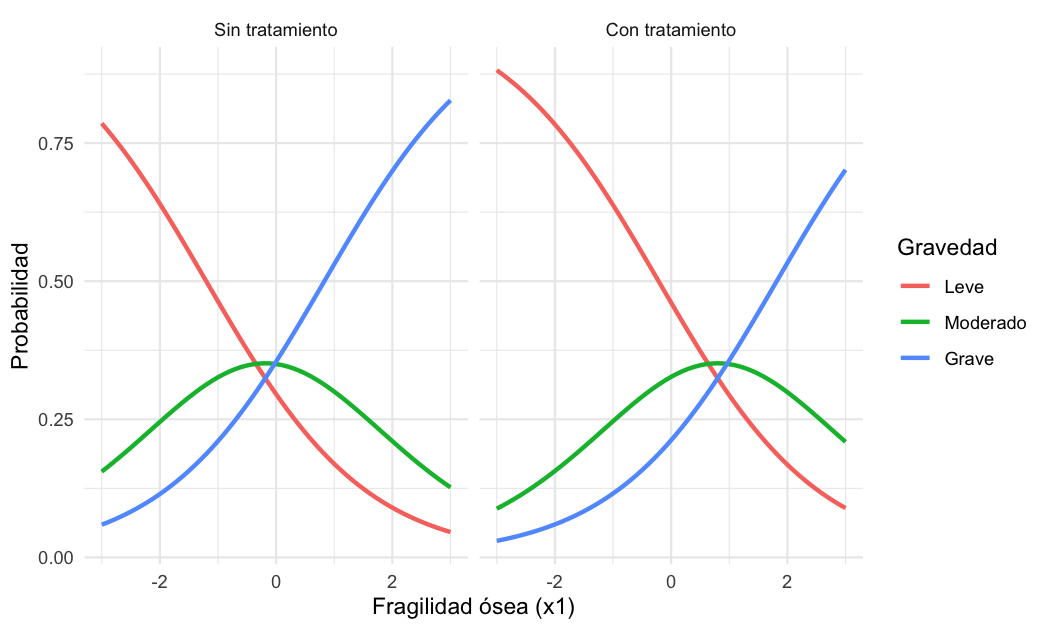 Sin tratamiento
Con tratamiento
Probabilidad
0.75
0.50
0.25
0.00
-2
0
2
-2
0
2
Fragilidad ósea (x1)
Gravedad
Leve
Moderado
Grave